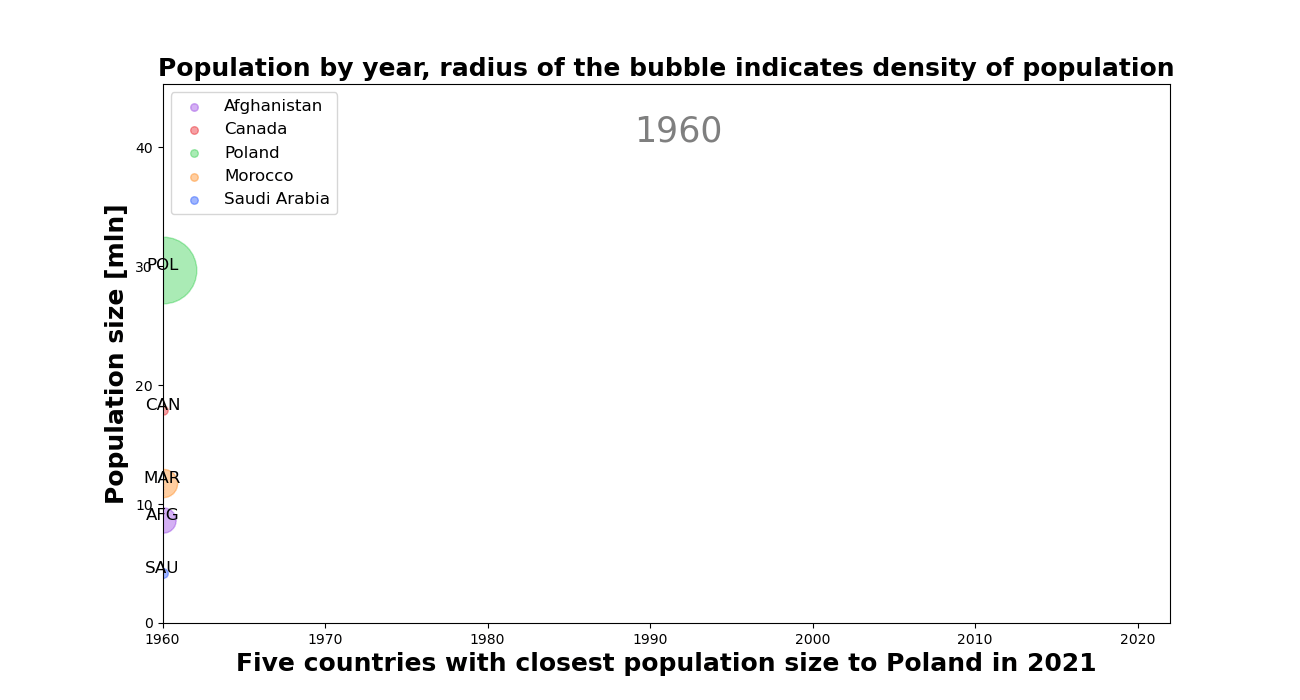 Population by year, radius of the bubble indicates density of population
1960
Afghanistan
Canada
Poland
Morocco
Saudi Arabia
Population size [mln]
40
30
20
10
0
POL
CAN
MAR
AFG
SAU
1960 1970 1980 1990 2000 2010 2020
Five countries with closest population size to Poland in 2021